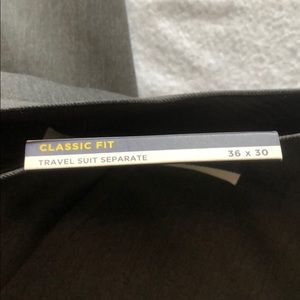 CLASSIC FIT
TRAVEL SUIT SEPARATE 36 x 30